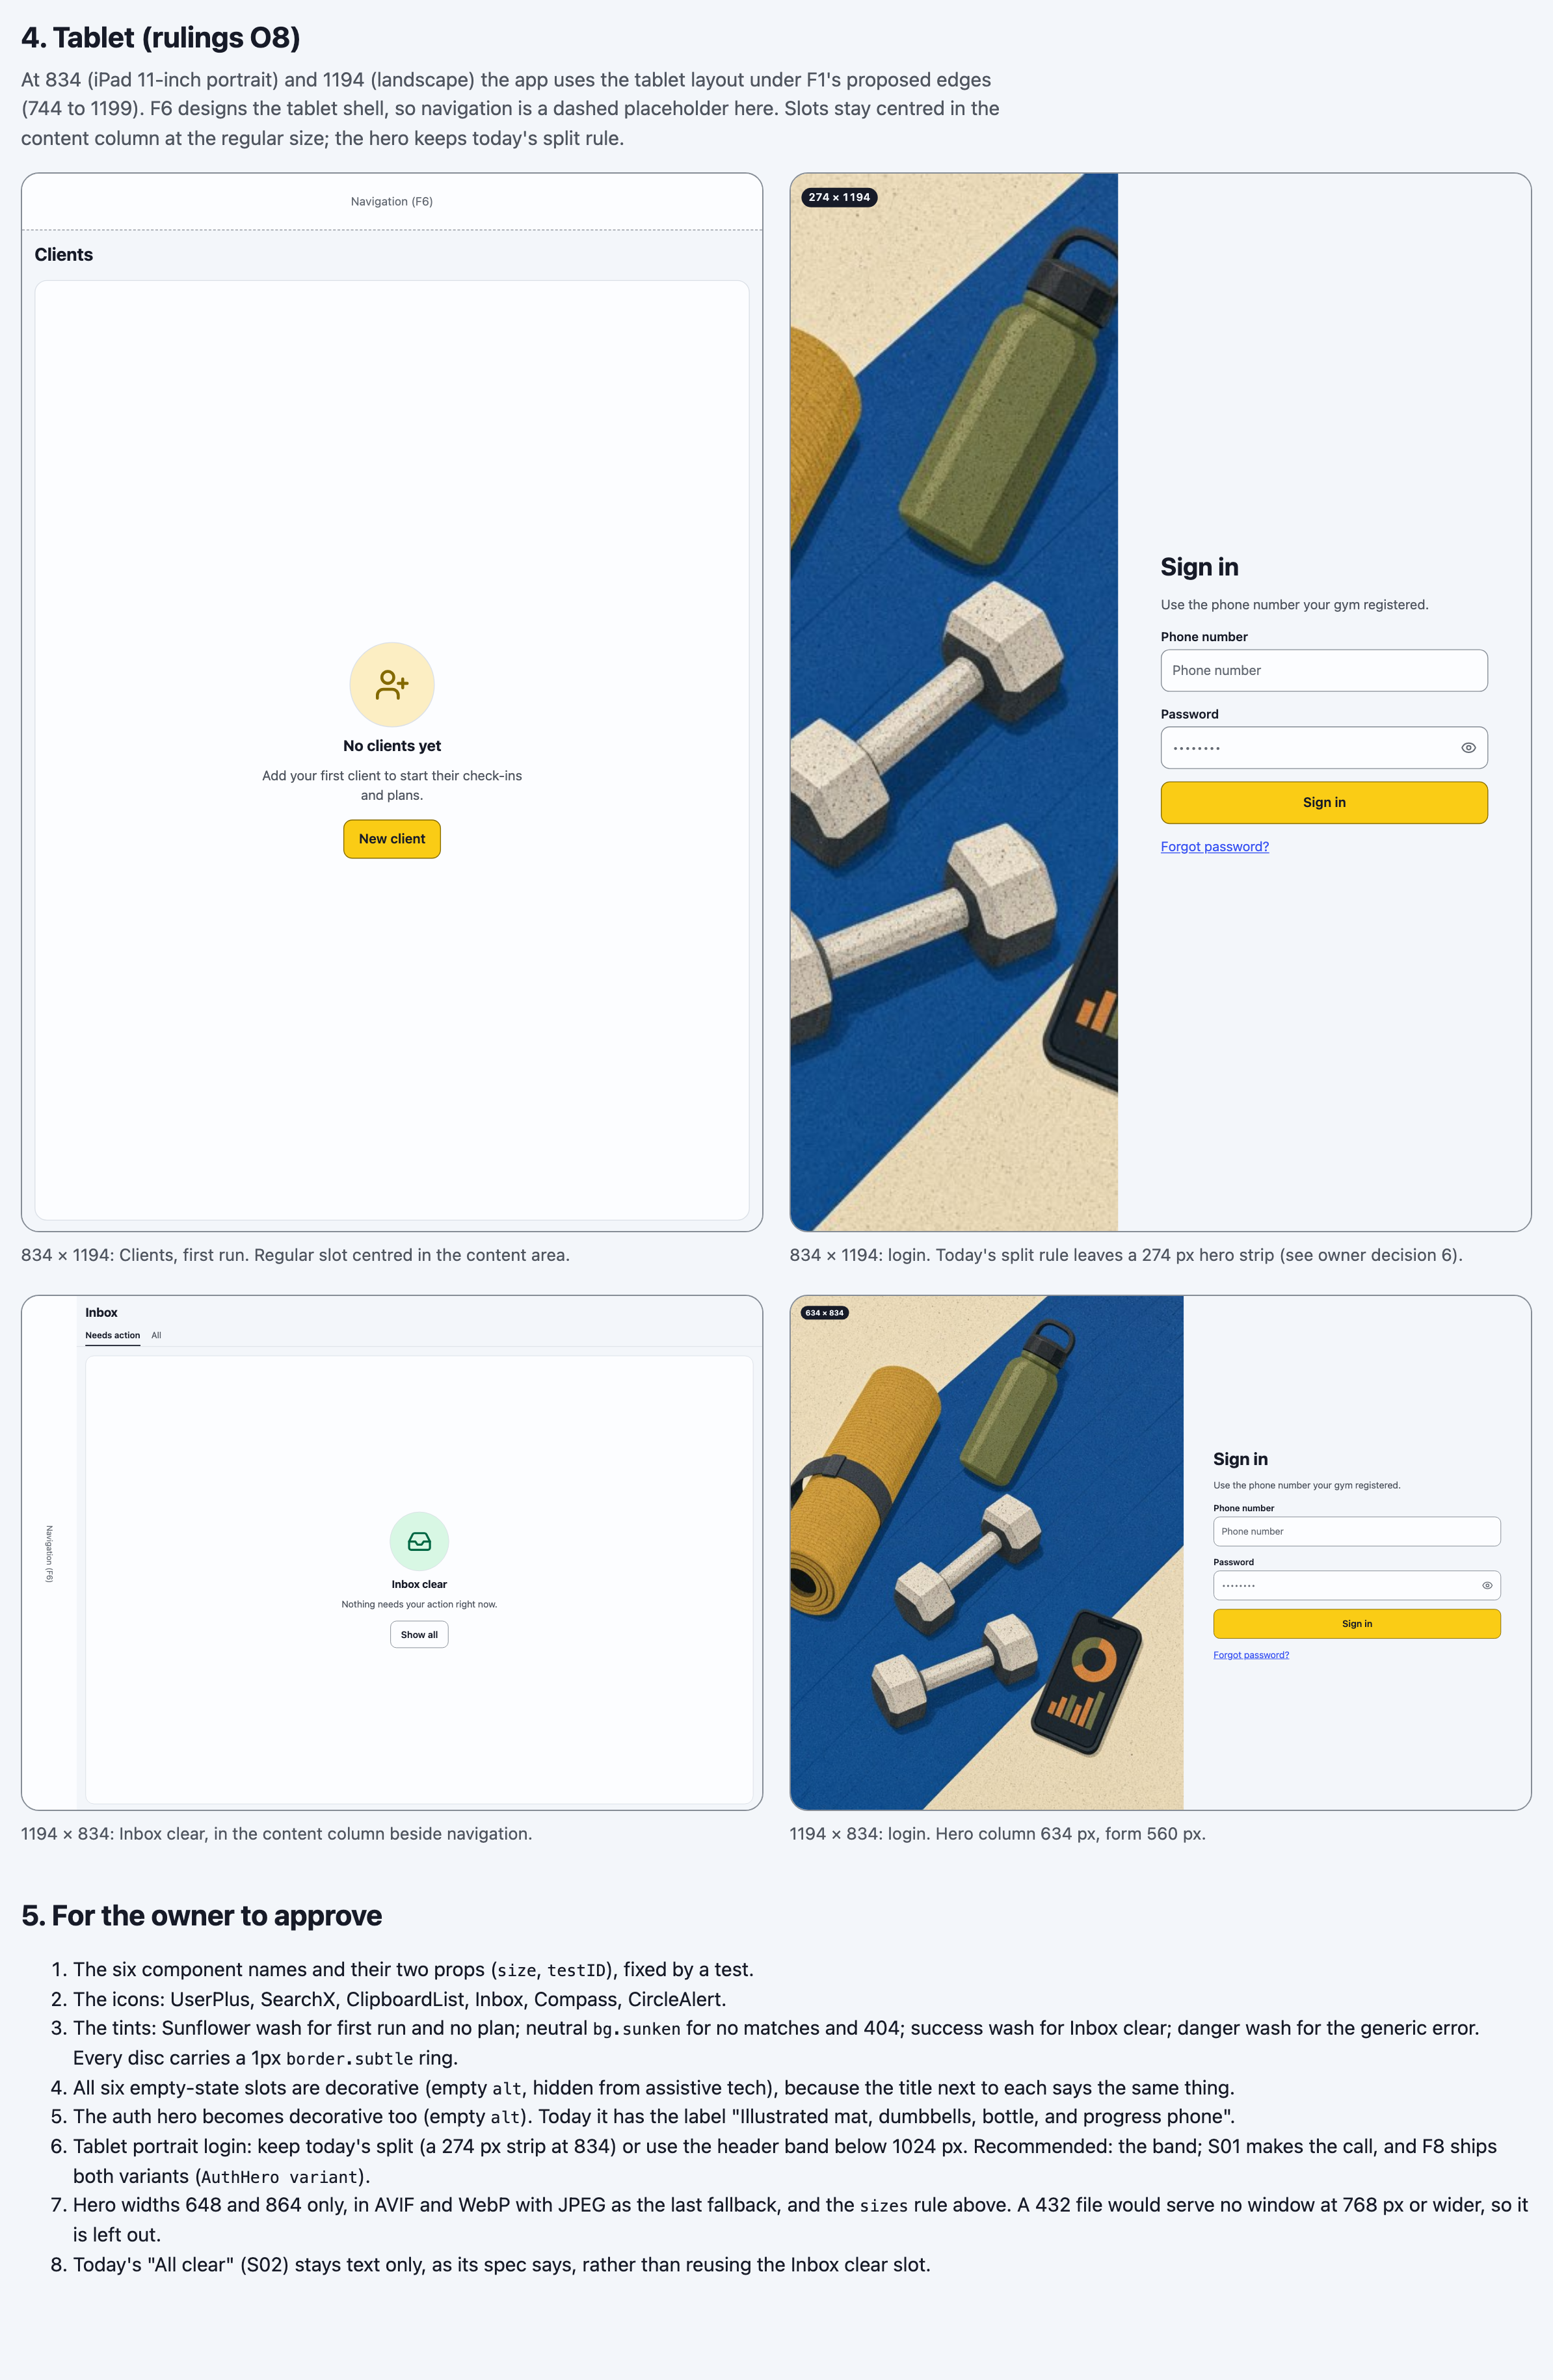 4. Tablet (rulings O8)
At 834 (iPad 11-inch portrait) and 1194 (landscape) the app uses the tablet layout under F1's proposed edges
(744 to 1199). F6 designs the tablet shell, so navigation is a dashed placeholder here. Slots stay centred in the
content column at the regular size; the hero keeps today's split rule.
Navigation (F6)
Clients
No clients yet
Add your first client to start their check-ins
and plans.
New client
834 × 1194: Clients, first run. Regular slot centred in the content area.
274 × 1194
Sign in
Use the phone number your gym registered.
Phone number
Phone number
Password
••••••••
Sign in
Forgot password?
834 × 1194: login. Today's split rule leaves a 274 px hero strip (see owner decision 6).
Navigation (F6)
Inbox
Needs action All
Inbox clear
Nothing needs your action right now.
Show all
1194 × 834: Inbox clear, in the content column beside navigation.
634 × 834
Sign in
Use the phone number your gym registered.
Phone number
Phone number
Password
••••••••
Sign in
Forgot password?
1194 × 834: login. Hero column 634 px, form 560 px.
5. For the owner to approve
1. The six component names and their two props (size, testID), fixed by a test.
2. The icons: UserPlus, SearchX, ClipboardList, Inbox, Compass, CircleAlert.
3. The tints: Sunflower wash for first run and no plan; neutral bg.sunken for no matches and 404; success wash for Inbox clear; danger wash for the generic error.
Every disc carries a 1px border.subtle ring.
4. All six empty-state slots are decorative (empty alt, hidden from assistive tech), because the title next to each says the same thing.
5. The auth hero becomes decorative too (empty alt). Today it has the label "Illustrated mat, dumbbells, bottle, and progress phone".
6. Tablet portrait login: keep today's split (a 274 px strip at 834) or use the header band below 1024 px. Recommended: the band; S01 makes the call, and F8 ships
both variants (AuthHero variant).
7. Hero widths 648 and 864 only, in AVIF and WebP with JPEG as the last fallback, and the sizes rule above. A 432 file would serve no window at 768 px or wider, so it
is left out.
8. Today's "All clear" (S02) stays text only, as its spec says, rather than reusing the Inbox clear slot.